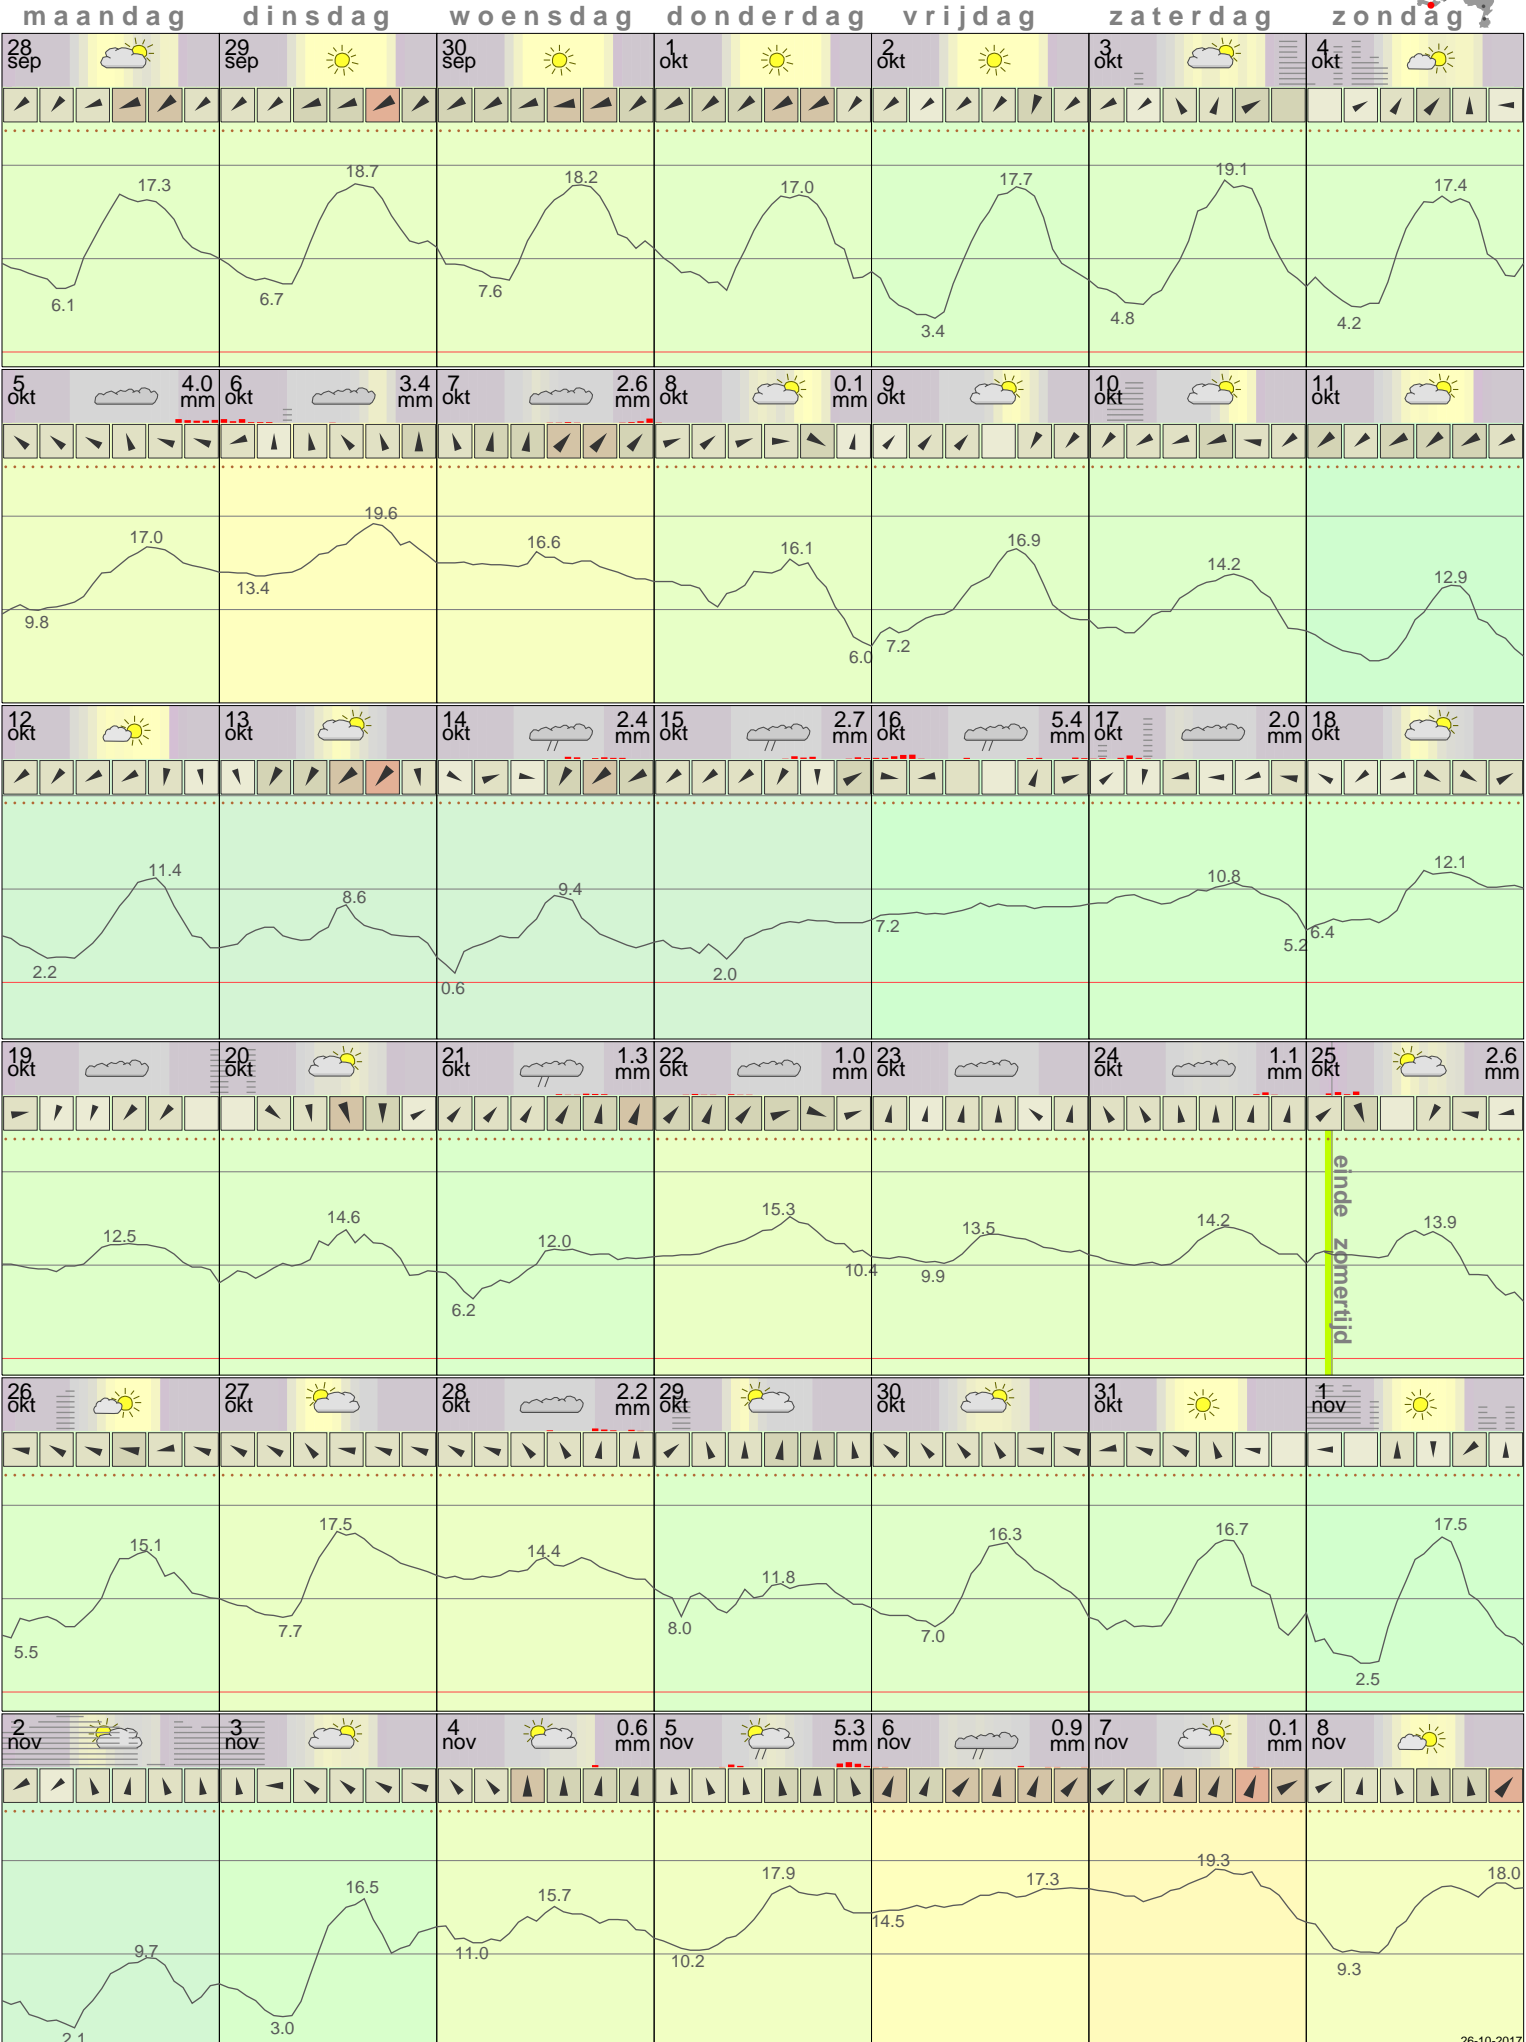 maandag dinsdag woensdag donderdag vrijdag zaterdag zondag
28 29 30 1 2 3 4
sep sep sep okt okt okt okt
17.3 18.7 18.2 17.0 17.7 19.1 17.4
6.1 6.7 7.6 3.4 4.8 4.2
5 4.0 6 3.4 7 2.6 8 0.1 9 10 11
okt mm okt mm okt mm okt mm okt okt okt
17.0 19.6 16.6 16.1 16.9 14.2 12.9
9.8 13.4 6.0 7.2
12 13 14 2.4 15 2.7 16 5.4 17 2.0 18
okt okt okt mm okt mm okt mm okt mm okt
11.4 8.6 9.4 10.8 12.1
2.2 0.6 2.0 7.2 5.2 6.4
19 20 21 1.3 22 1.0 23 24 1.1 25 2.6
okt okt okt mm okt mm okt okt mm okt mm
12.5 14.6 12.0 15.3 13.5 14.2 13.9
6.2 10.4 9.9
einde zomertijd
26 27 28 2.2 29 30 31 1
okt okt okt mm okt okt okt nov
15.1 17.5 14.4 11.8 16.3 16.7 17.5
5.5 7.7 8.0 7.0 2.5
2 3 4 0.6 5 5.3 6 0.9 7 0.1 8
nov nov nov mm nov mm nov mm nov mm nov
9.7 16.5 15.7 17.9 17.3 19.3 18.0
2.1 3.0 11.0 10.2 14.5 9.3
26-10-2017